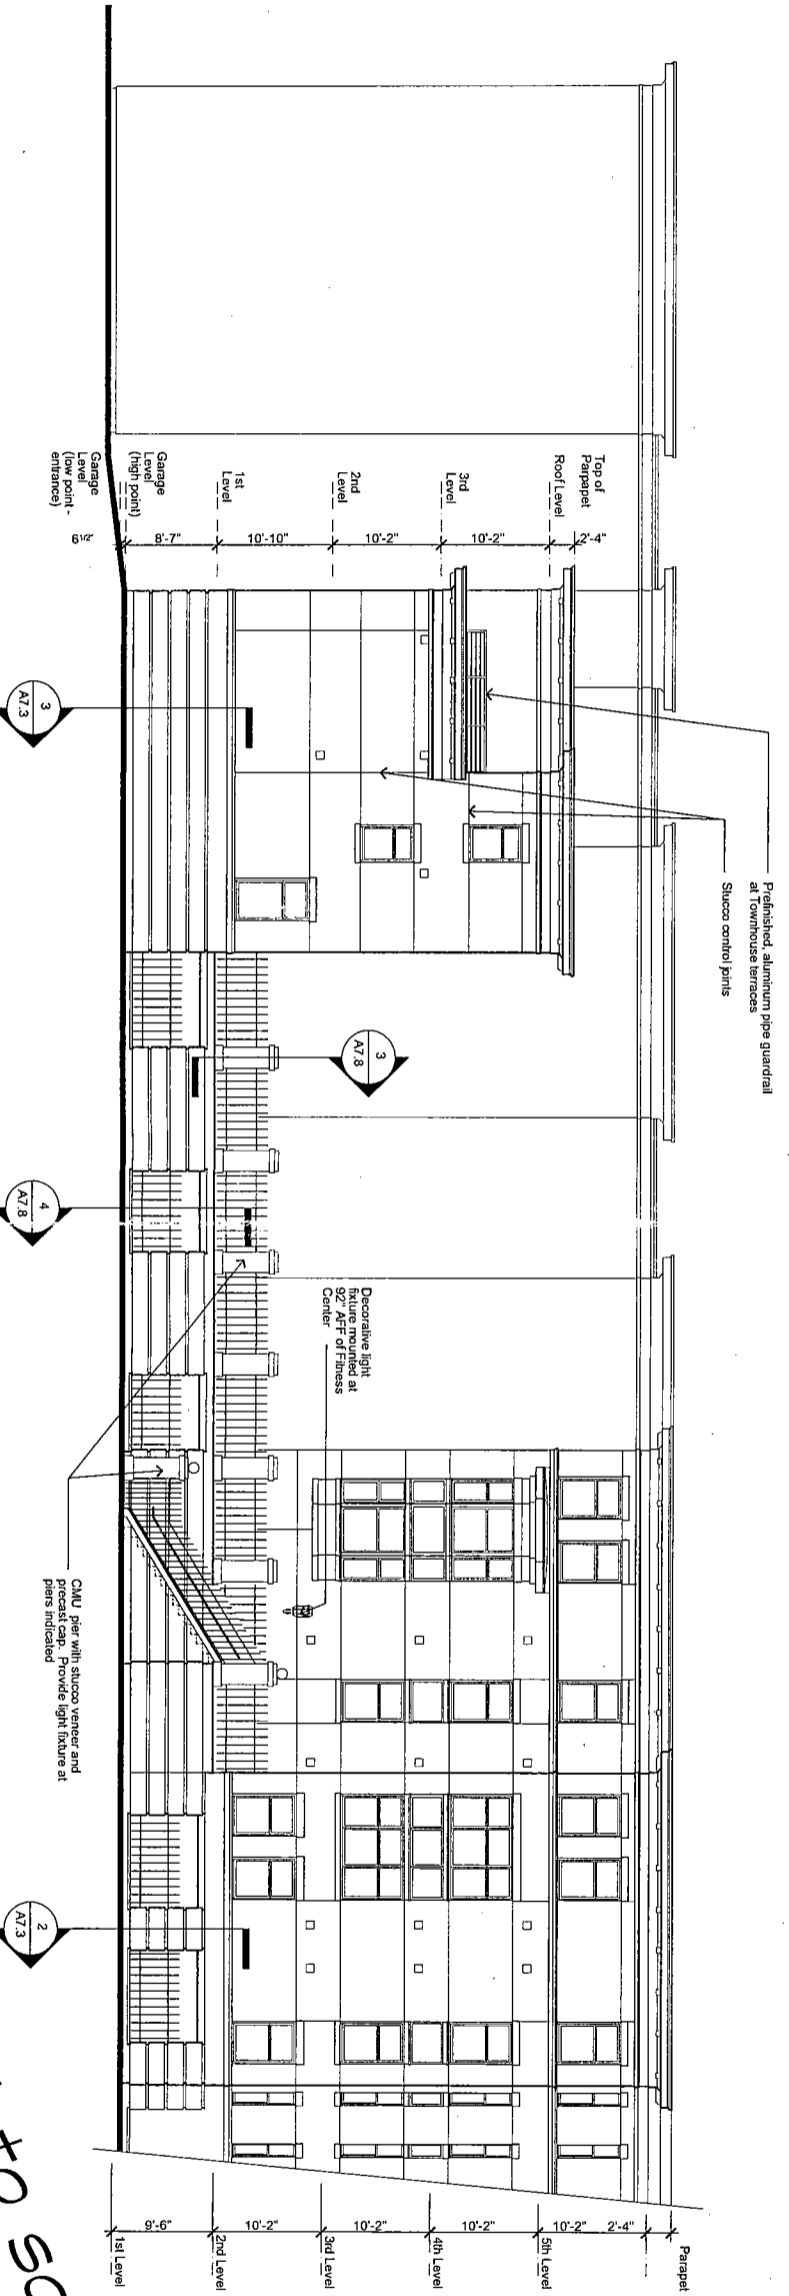 Prefinished, aluminum pipe guardrail
at Townhouse terraces
Stucco control joints
Top of
Parpapet
Roof Level
3rd
Level
2nd
Level
1st
Level
Garage
Level
(high point)
Garage
Level
(low point -
entrance)
2'-4"
10'-2"
10'-2"
10'-10"
8'-7"
6 1/2"
3
A7.3
3
A7.8
4
A7.8
Decorative light
fixture mounted at
92" AFF of Fitness
Center
CMU pier with stucco veneer and
precast cap. Provide light fixture at
piers indicated
2
A7.3
Parapet
2'-4"
10'-2"
5th Level
10'-2"
4th Level
10'-2"
3rd Level
10'-2"
2nd Level
9'-6"
1st Level
to sc